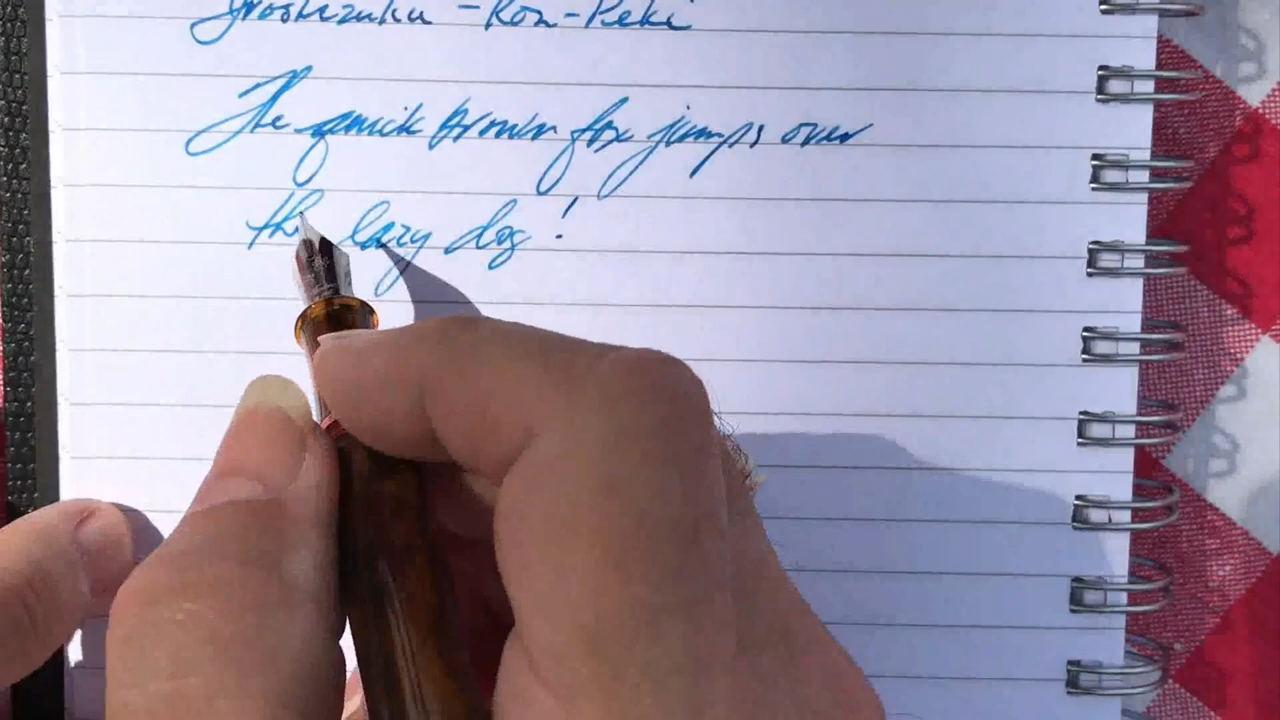 Iroshizuku - Kon-Peki
The quick brown fox jumps over
the lazy dog!